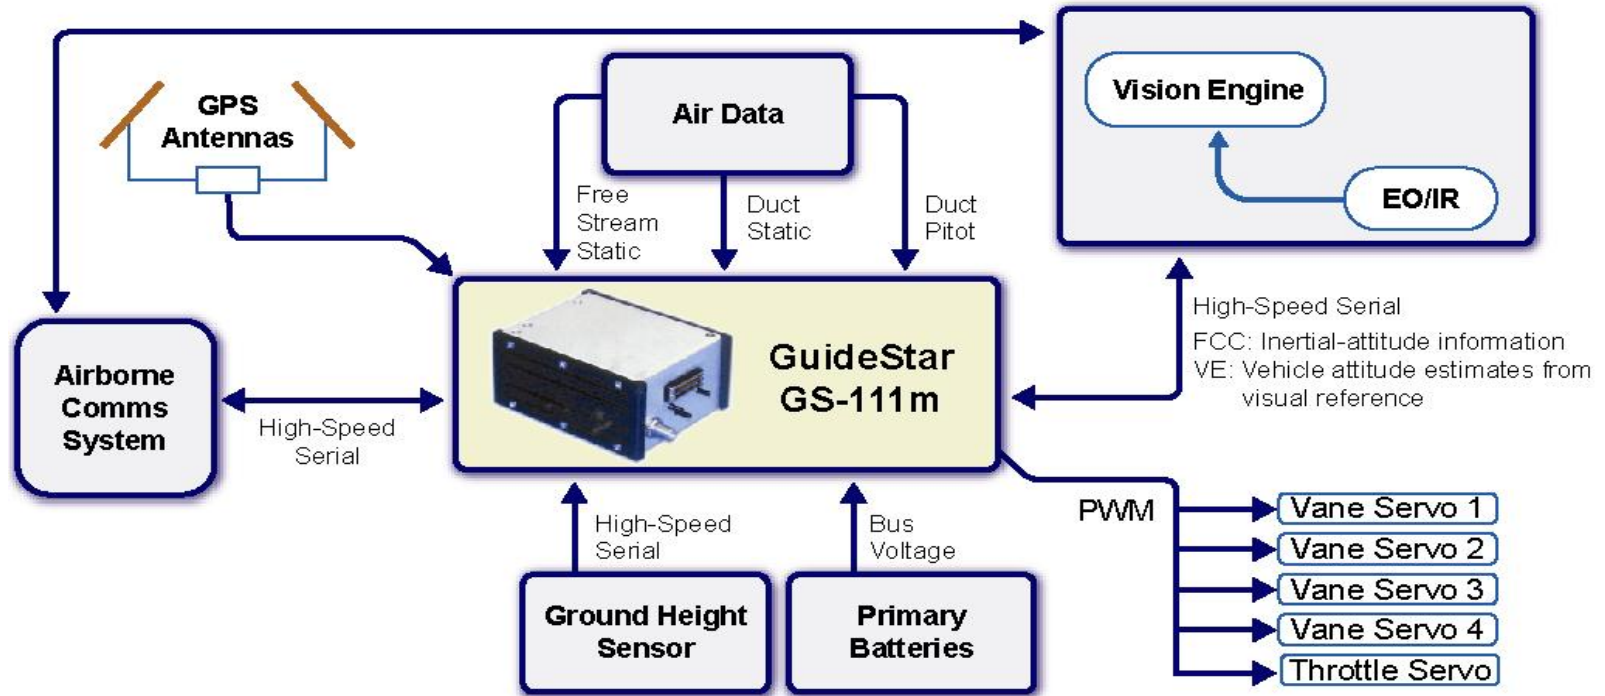 GPS
Antennas
Air Data
Vision Engine
EO/IR
Free
Stream
Static
Duct
Static
Duct
Pitot
Airborne
Comms
System
High-Speed
Serial
GuideStar
GS-111m
High-Speed Serial
FCC: Inertial-attitude information
VE: Vehicle attitude estimates from
visual reference
High-Speed
Serial
Bus
Voltage
Ground Height
Sensor
Primary
Batteries
PWM
Vane Servo 1
Vane Servo 2
Vane Servo 3
Vane Servo 4
Throttle Servo